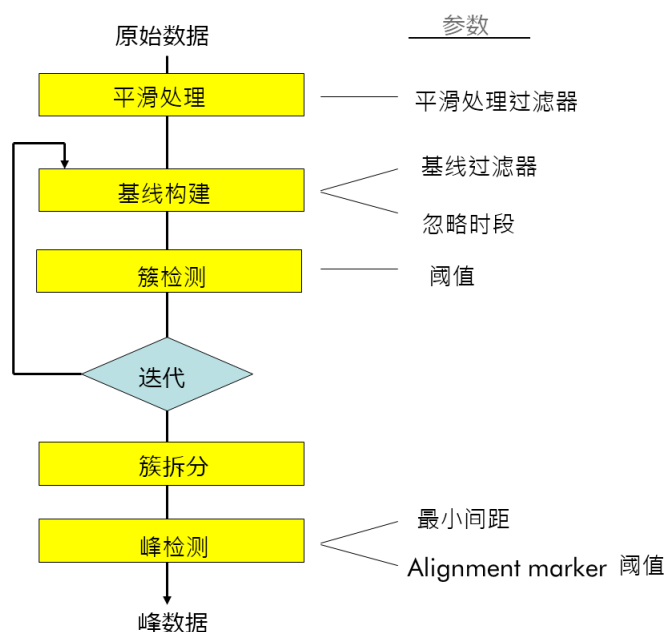 原始数据
参数
平滑处理
平滑处理过滤器
基线构建
基线过滤器
忽略时段
簇检测
阈值
迭代
簇拆分
峰检测
最小间距
Alignment marker 阈值
峰数据